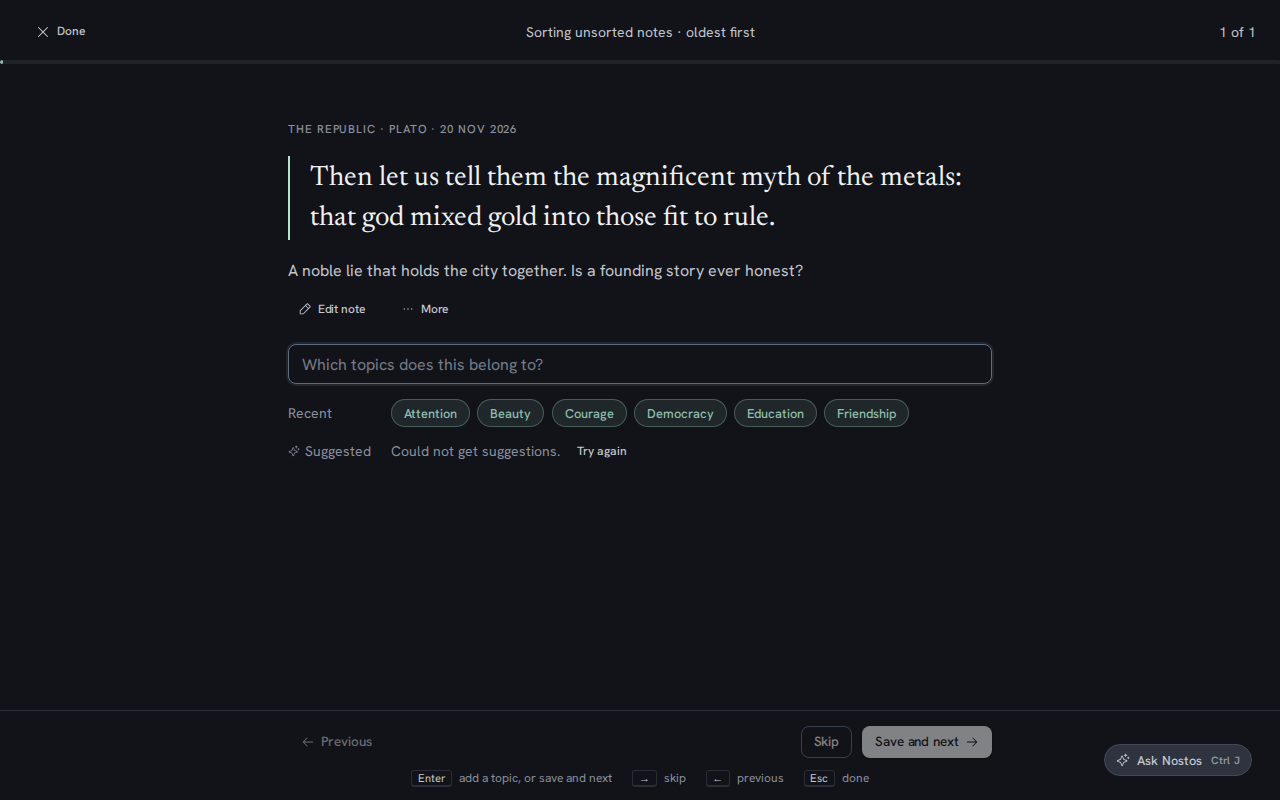 Done
Sorting unsorted notes · oldest first
1 of 1
THE REPUBLIC · PLATO · 20 NOV 2026
Then let us tell them the magnificent myth of the metals:
that god mixed gold into those fit to rule.
A noble lie that holds the city together. Is a founding story ever honest?
Edit note
··· More
Which topics does this belong to?
Recent
Attention
Beauty
Courage
Democracy
Education
Friendship
Suggested
Could not get suggestions.
Try again
← Previous
Skip
Save and next →
Ask Nostos Ctrl J
Enter add a topic, or save and next → skip ← previous Esc done